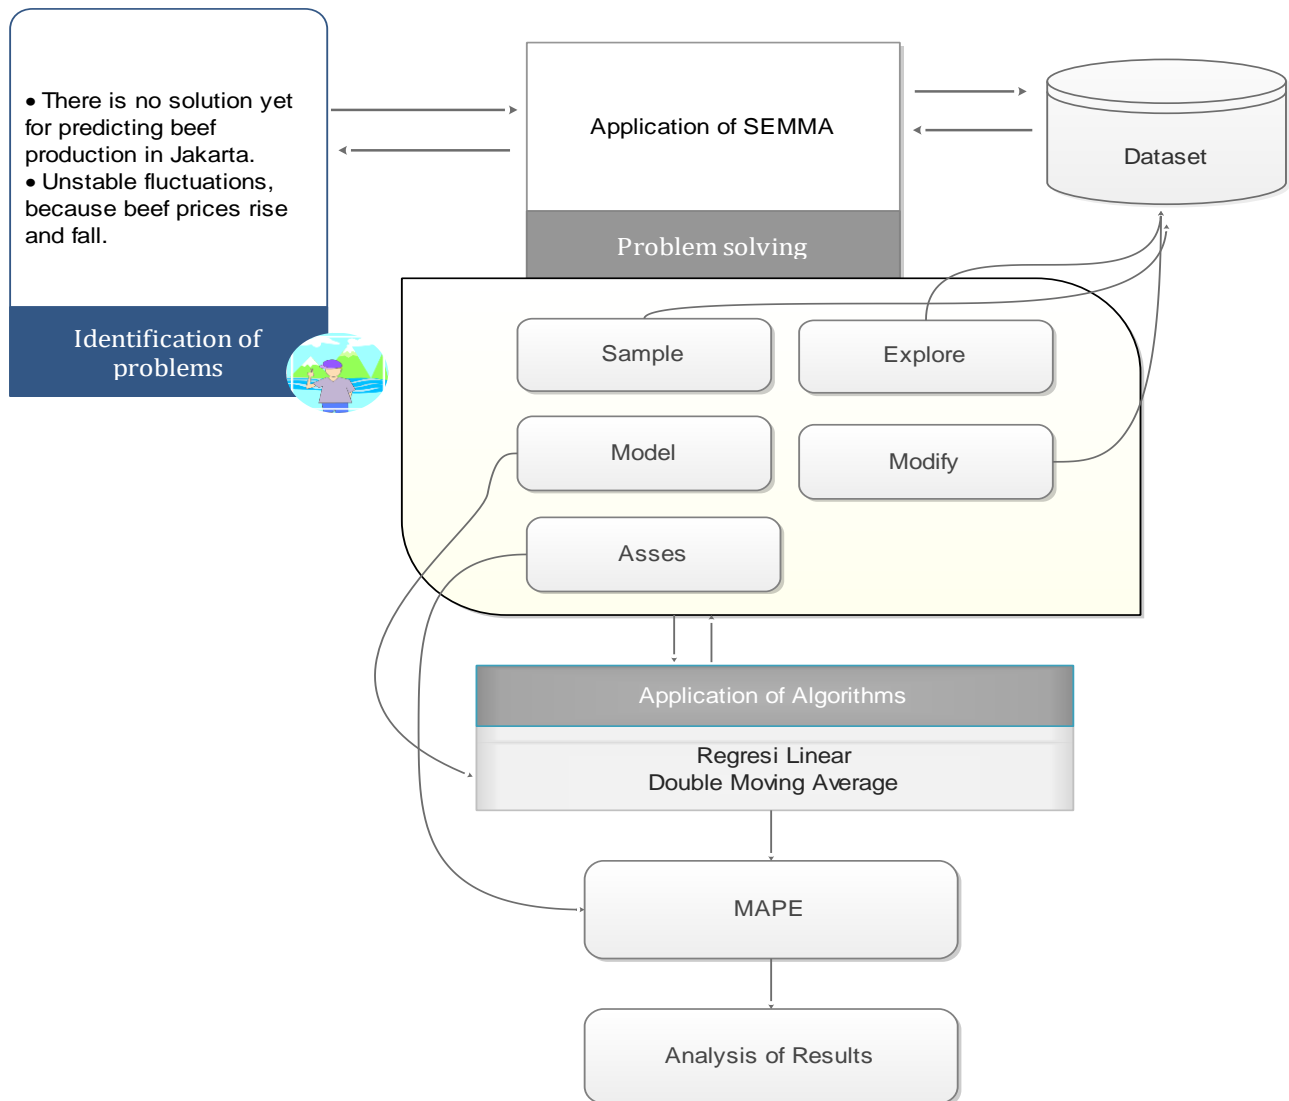 • There is no solution yet
for predicting beef
production in Jakarta.
• Unstable fluctuations,
because beef prices rise
and fall.
Identification of
problems
Application of SEMMA
Problem solving
Dataset
Sample
Explore
Model
Modify
Asses
Application of Algorithms
Regresi Linear
Double Moving Average
MAPE
Analysis of Results